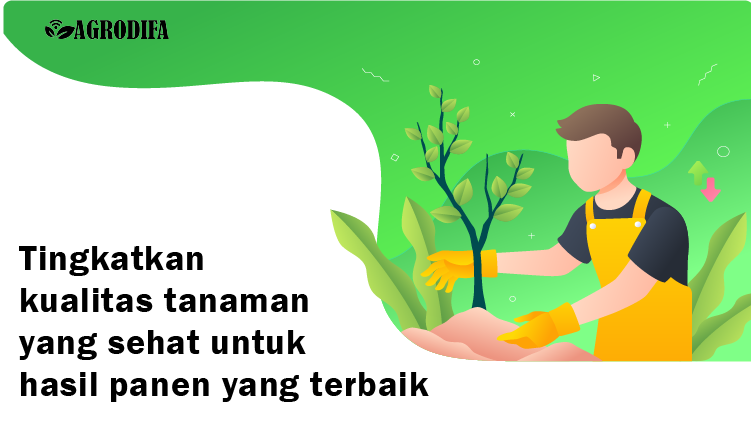 AGRODIFA
Tingkatkan
kualitas tanaman
yang sehat untuk
hasil panen yang terbaik